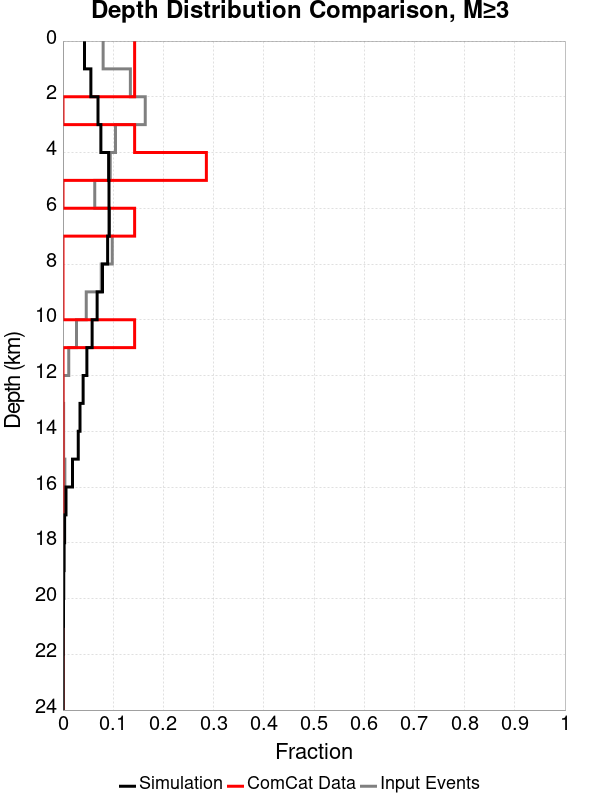 Depth Distribution Comparison, M≥3
0
2
4
6
8
10
12
14
16
18
20
22
24
Depth (km)
0 0.1 0.2 0.3 0.4 0.5 0.6 0.7 0.8 0.9 1
Fraction
Simulation ComCat Data Input Events